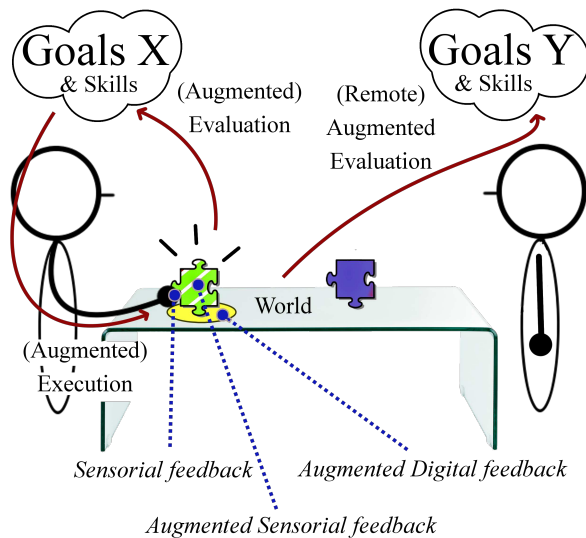 Goals X
& Skills
Goals Y
& Skills
(Augmented)
Evaluation
(Remote)
Augmented
Evaluation
World
(Augmented)
Execution
Sensorial feedback
Augmented Digital feedback
Augmented Sensorial feedback